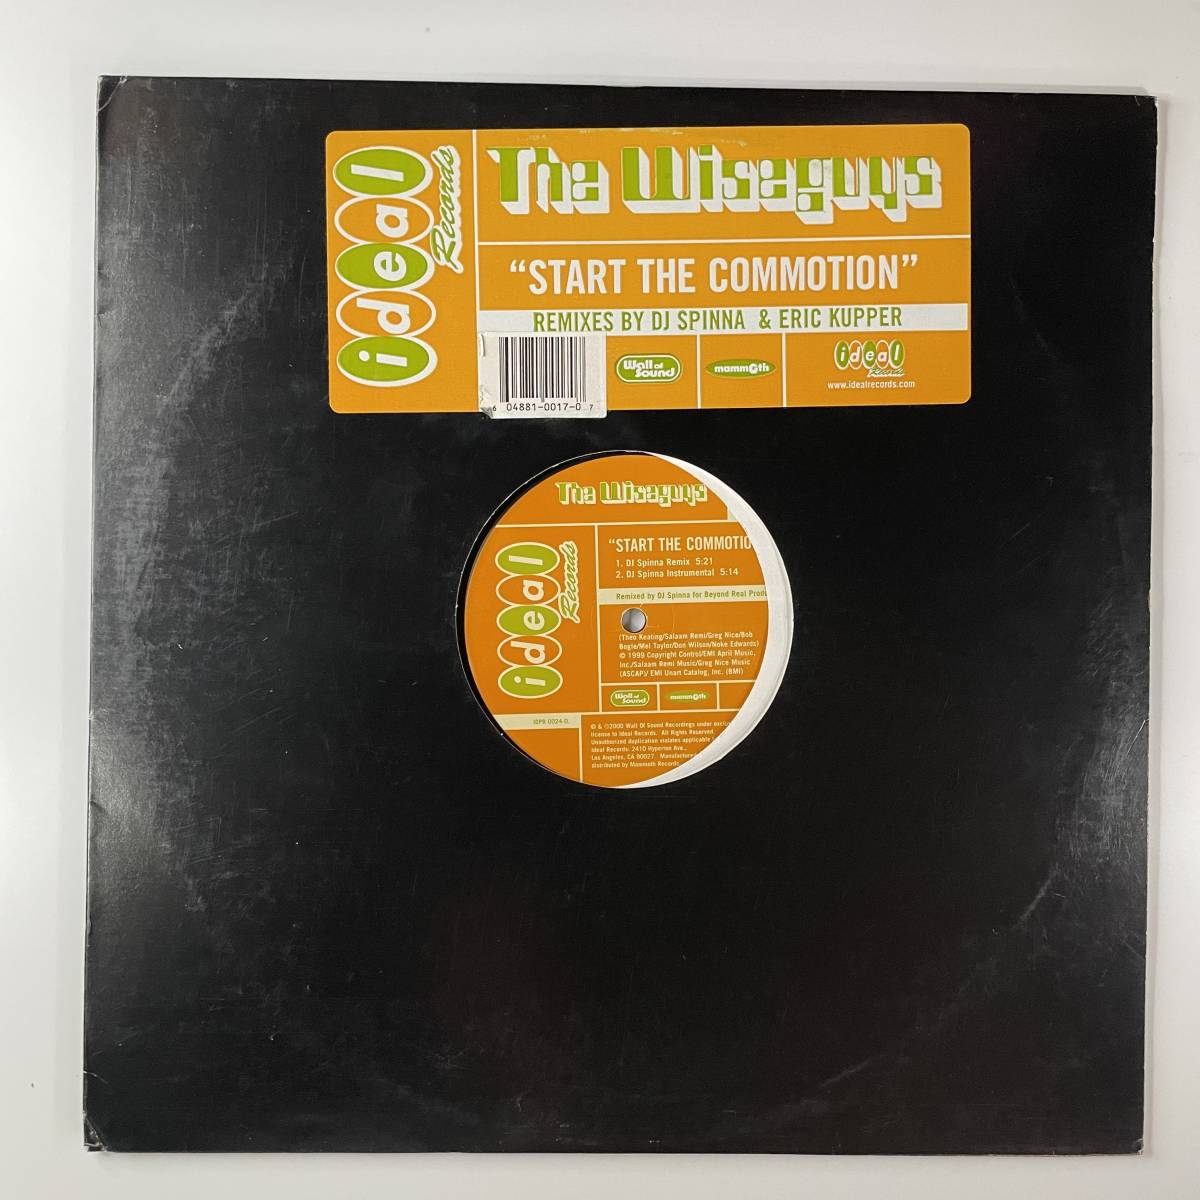 ideal
Records
The Wiseguys
“START THE COMMOTION”
REMIXES BY DJ SPINNA & ERIC KUPPER
6 04881-0017-0 7
Wall of
Sound
mammoth
ideal
Records
www.idealrecords.com
The Wiseguys
ideal
Records
“START THE COMMOTIO
1. DJ Spinna Remix 5:21
2. DJ Spinna Instrumental 5:14
Remixed by DJ Spinna for Beyond Real Produ
(Theo Keating/Salaam Remi/Greg Nice/Bob
Bogle/Mel Taylor/Don Wilson/Noke Edwards)
© 1999 Copyright Control/EMI April Music,
Inc./Salaam Remi Music/Greg Nice Music
(ASCAP)/ EMI Unart Catalog, Inc. (BMI)
Wall of
Sound
mammoth
IDPR 0024-0.
℗ & ©2000 Wall Of Sound Recordings under exclus
license to Ideal Records. All Rights Reserved.
Unauthorized duplication violates applicable
Ideal Records: 2410 Hyperion Ave.,
Los Angeles, CA 90027. Manufactured
distributed by Mammoth Records.